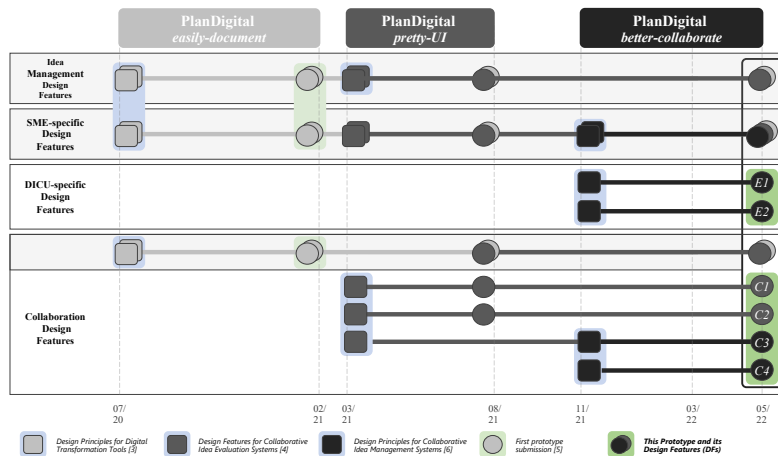 PlanDigital
easily-document
PlanDigital
pretty-UI
PlanDigital
better-collaborate
Idea
Management
Design
Features
SME-specific
Design
Features
DICU-specific
Design
Features
E1
E2
Collaboration
Design
Features
C1
C2
C3
C4
07/
20
02/
21
03/
21
08/
21
11/
21
03/
22
05/
22
Design Principles for Digital
Transformation Tools [3]
Design Features for Collaborative
Idea Evaluation Systems [4]
Design Principles for Collaborative
Idea Management Systems [6]
First prototype
submission [5]
This Prototype and its
Design Features (DFs)